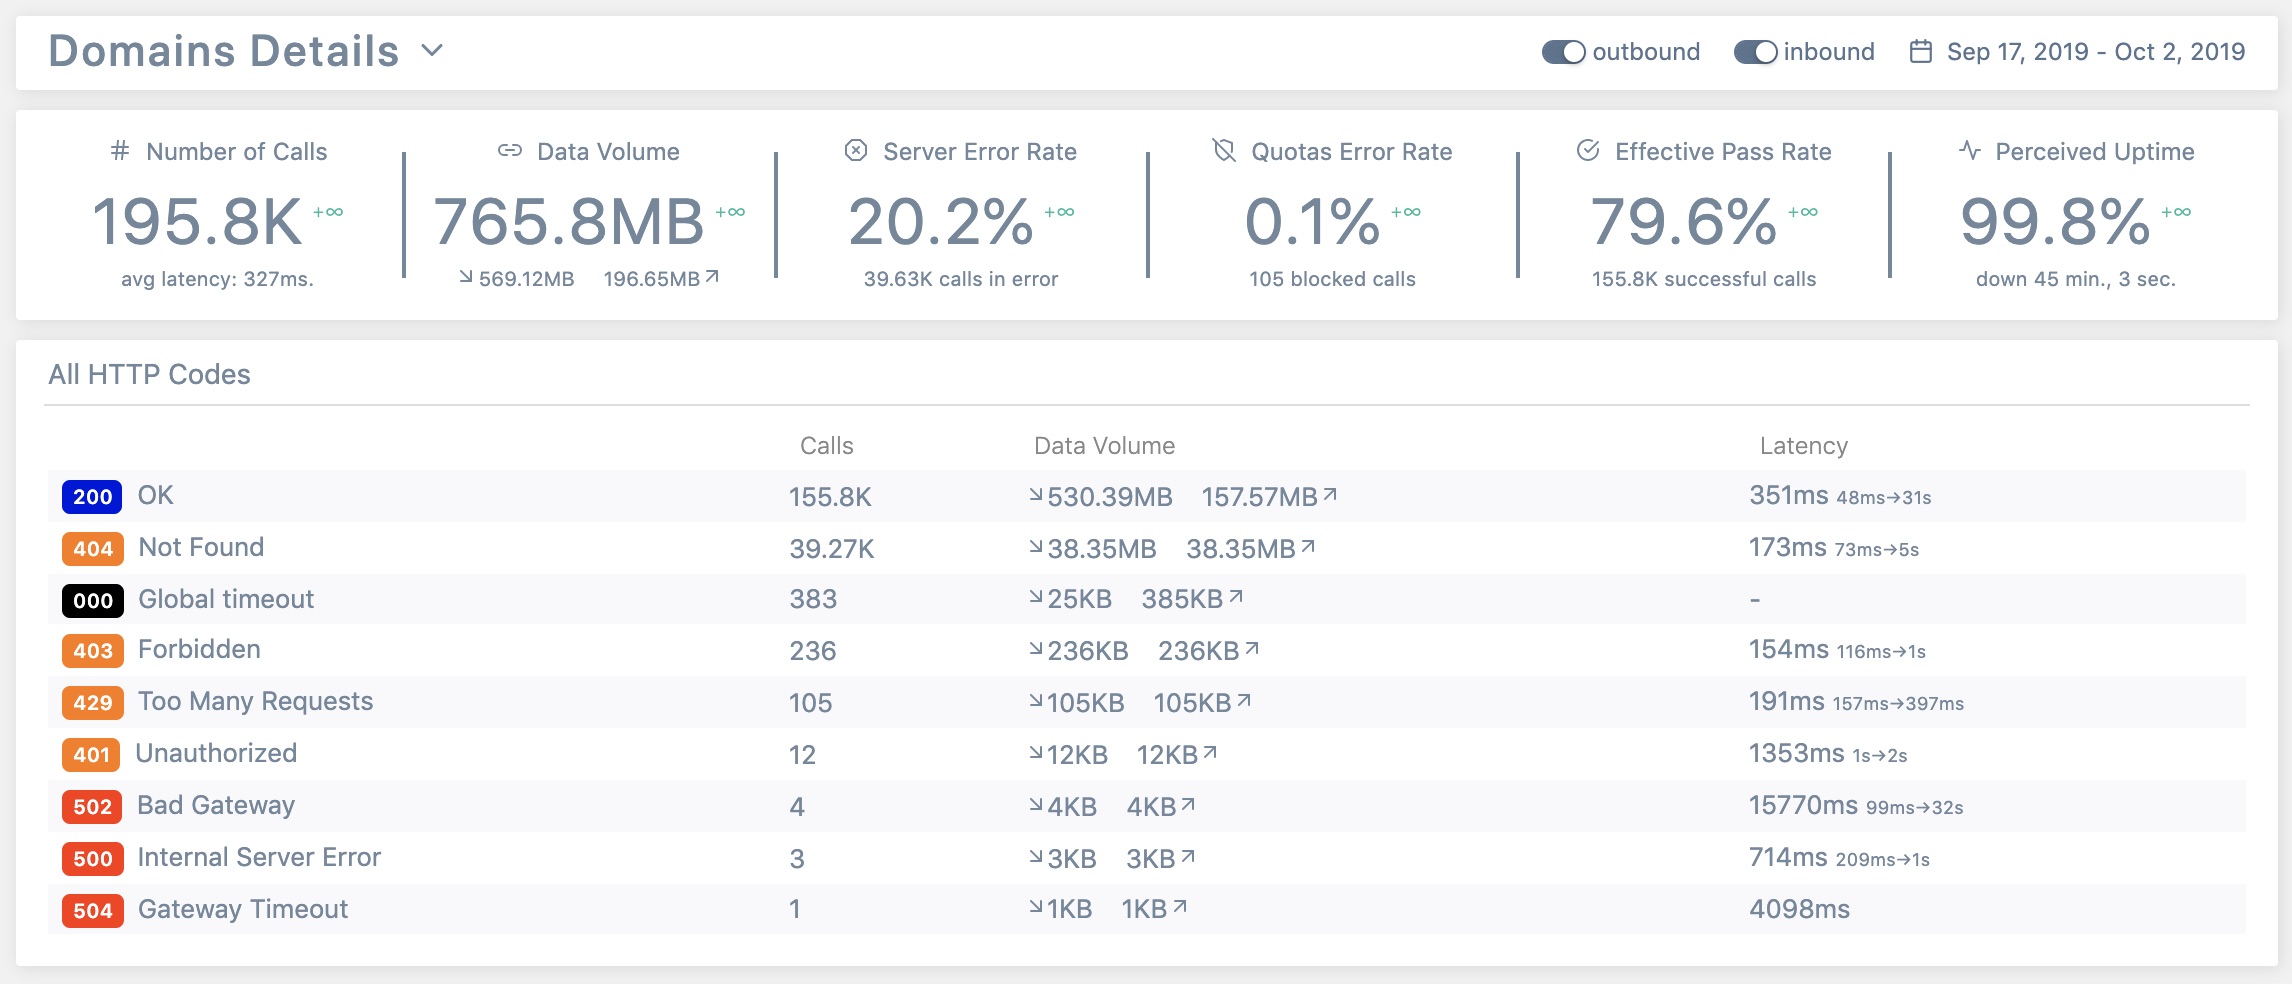 Domains Details outbound inbound Sep 17, 2019 - Oct 2, 2019
# Number of Calls Data Volume Server Error Rate Quotas Error Rate Effective Pass Rate Perceived Uptime
195.8K +∞ 765.8MB +∞ 20.2% +∞ 0.1% +∞ 79.6% +∞ 99.8% +∞
avg latency: 327ms. ↘569.12MB 196.65MB↗ 39.63K calls in error 105 blocked calls 155.8K successful calls down 45 min., 3 sec.
All HTTP Codes
Calls Data Volume Latency
200 OK 155.8K ↘530.39MB 157.57MB↗ 351ms 48ms→31s
404 Not Found 39.27K ↘38.35MB 38.35MB↗ 173ms 73ms→5s
000 Global timeout 383 ↘25KB 385KB↗ -
403 Forbidden 236 ↘236KB 236KB↗ 154ms 116ms→1s
429 Too Many Requests 105 ↘105KB 105KB↗ 191ms 157ms→397ms
401 Unauthorized 12 ↘12KB 12KB↗ 1353ms 1s→2s
502 Bad Gateway 4 ↘4KB 4KB↗ 15770ms 99ms→32s
500 Internal Server Error 3 ↘3KB 3KB↗ 714ms 209ms→1s
504 Gateway Timeout 1 ↘1KB 1KB↗ 4098ms